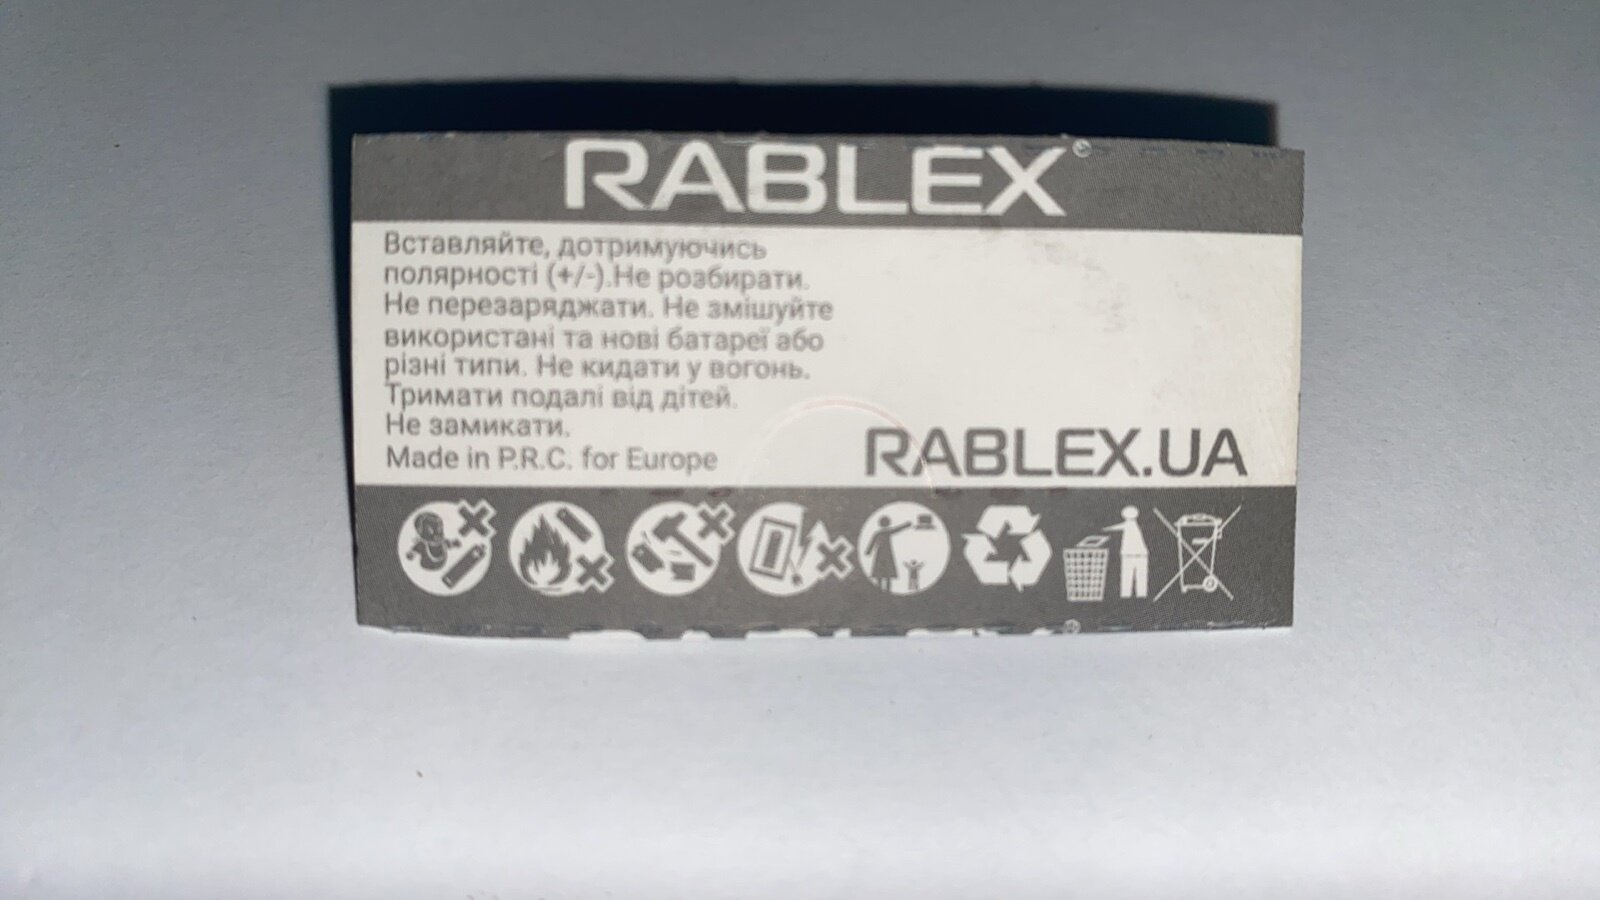 RABLEX®
Вставляйте, дотримуючись
полярності (+/-).Не розбирати.
Не перезаряджати. Не змішуйте
використані та нові батареї або
різні типи. Не кидати у вогонь.
Тримати подалі від дітей.
Не замикати.
Made in P.R.C. for Europe
RABLEX.UA